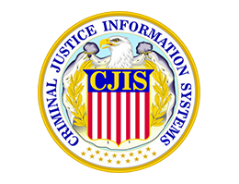 CRIMINAL JUSTICE INFORMATION SYSTEMS
CJIS